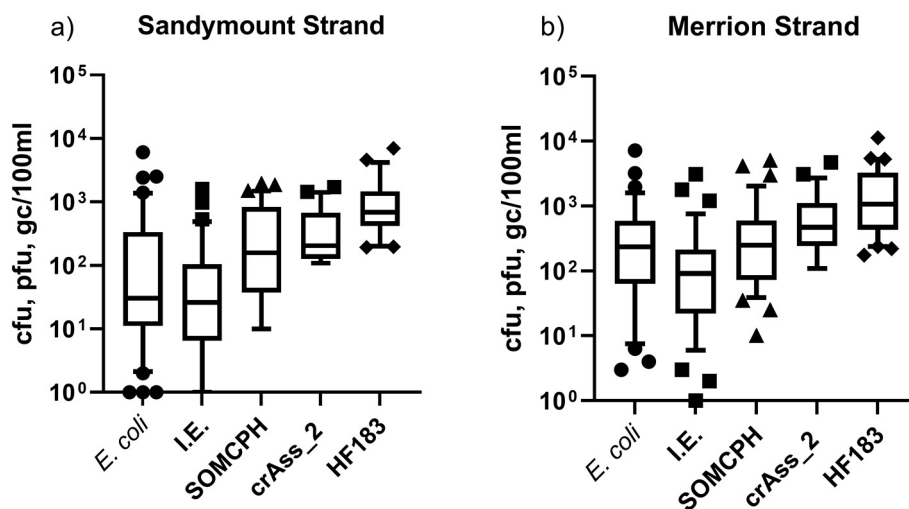 a) Sandymount Strand
cfu, pfu, gc/100ml
10⁵
10⁴
10³
10²
10¹
10⁰
E. coli
I.E.
SOMCPH
crAss_2
HF183
b) Merrion Strand
cfu, pfu, gc/100ml
10⁵
10⁴
10³
10²
10¹
10⁰
E. coli
I.E.
SOMCPH
crAss_2
HF183